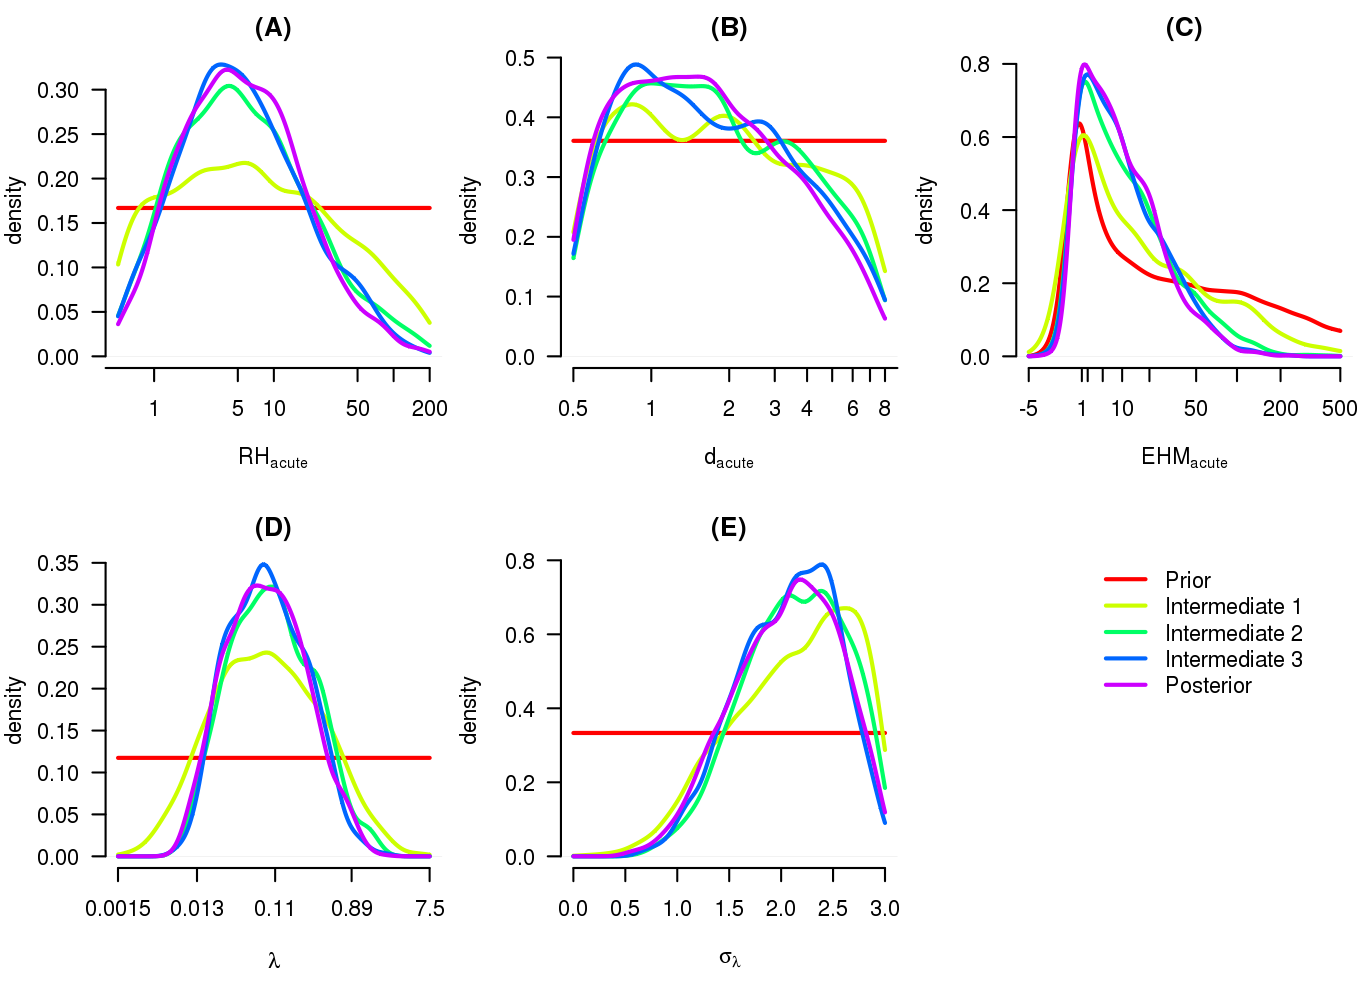 (A)
0.30
0.25
0.20
0.15
0.10
0.05
0.00
density
1 5 10 50 200
RHacute
(B)
0.5
0.4
0.3
0.2
0.1
0.0
density
0.5 1 2 3 4 6 8
dacute
(C)
0.8
0.6
0.4
0.2
0.0
density
-5 1 10 50 200 500
EHMacute
(D)
0.35
0.30
0.25
0.20
0.15
0.10
0.05
0.00
density
0.0015 0.013 0.11 0.89 7.5
λ
(E)
0.8
0.6
0.4
0.2
0.0
density
0.0 0.5 1.0 1.5 2.0 2.5 3.0
σλ
Prior
Intermediate 1
Intermediate 2
Intermediate 3
Posterior